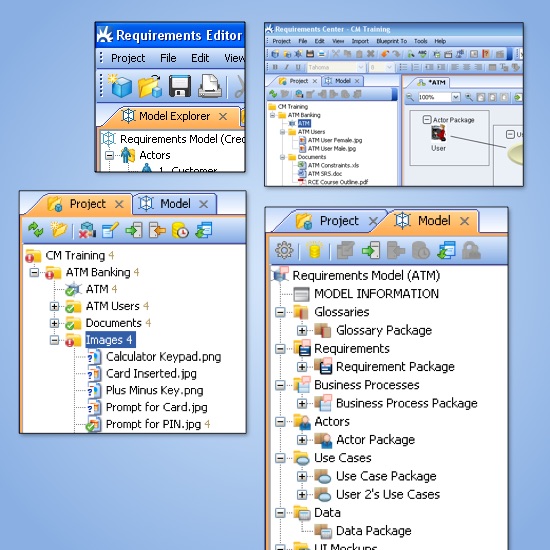 Requirements Editor
Project File View
Model Explorer
Requirements Model (Crec
Actors
1. Customer
Requirements Center - CM Training
Project File Edit View Insert Import Blueprint To Tools Help
Tahoma 8
Project Model
CM Training
ATM Banking
ATM
ATM Users
ATM User Female.jpg
ATM User Male.jpg
Documents
ATM Constraints.xls
ATM SRS.doc
RCE Course Outline.pdf
*ATM
100%
Actor Package
User
Us
Project Model
CM Training 4
ATM Banking 4
ATM 4
ATM Users 4
Documents 4
Images 4
Calculator Keypad.png
Card Inserted.jpg
Plus Minus Key.png
Prompt for Card.jpg
Prompt for PIN.jpg 4
Project Model
Requirements Model (ATM)
MODEL INFORMATION
Glossaries
Glossary Package
Requirements
Requirement Package
Business Processes
Business Process Package
Actors
Actor Package
Use Cases
Use Case Package
User 2's Use Cases
Data
Data Package
UI Mockups